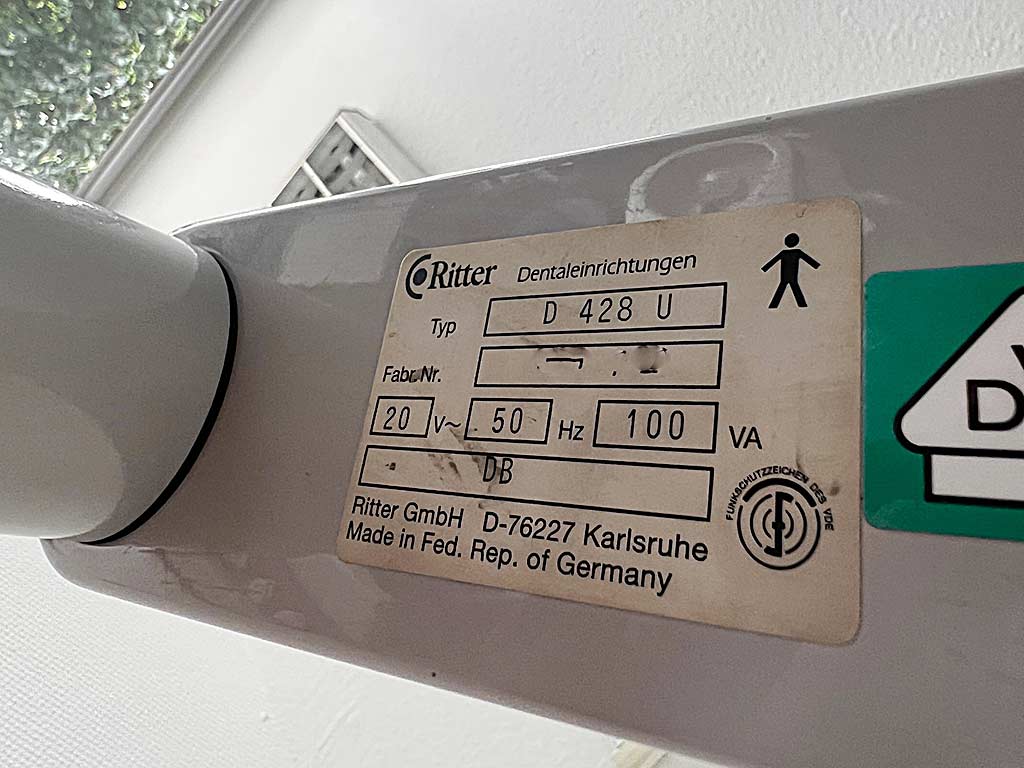 Ritter Dentaleinrichtungen
Typ D 428 U
Fabr. Nr.
20 V~ 50 Hz 100 VA
DB
Ritter GmbH D-76227 Karlsruhe
Made in Fed. Rep. of Germany
FUNKSCHUTZZEICHEN DES VDE